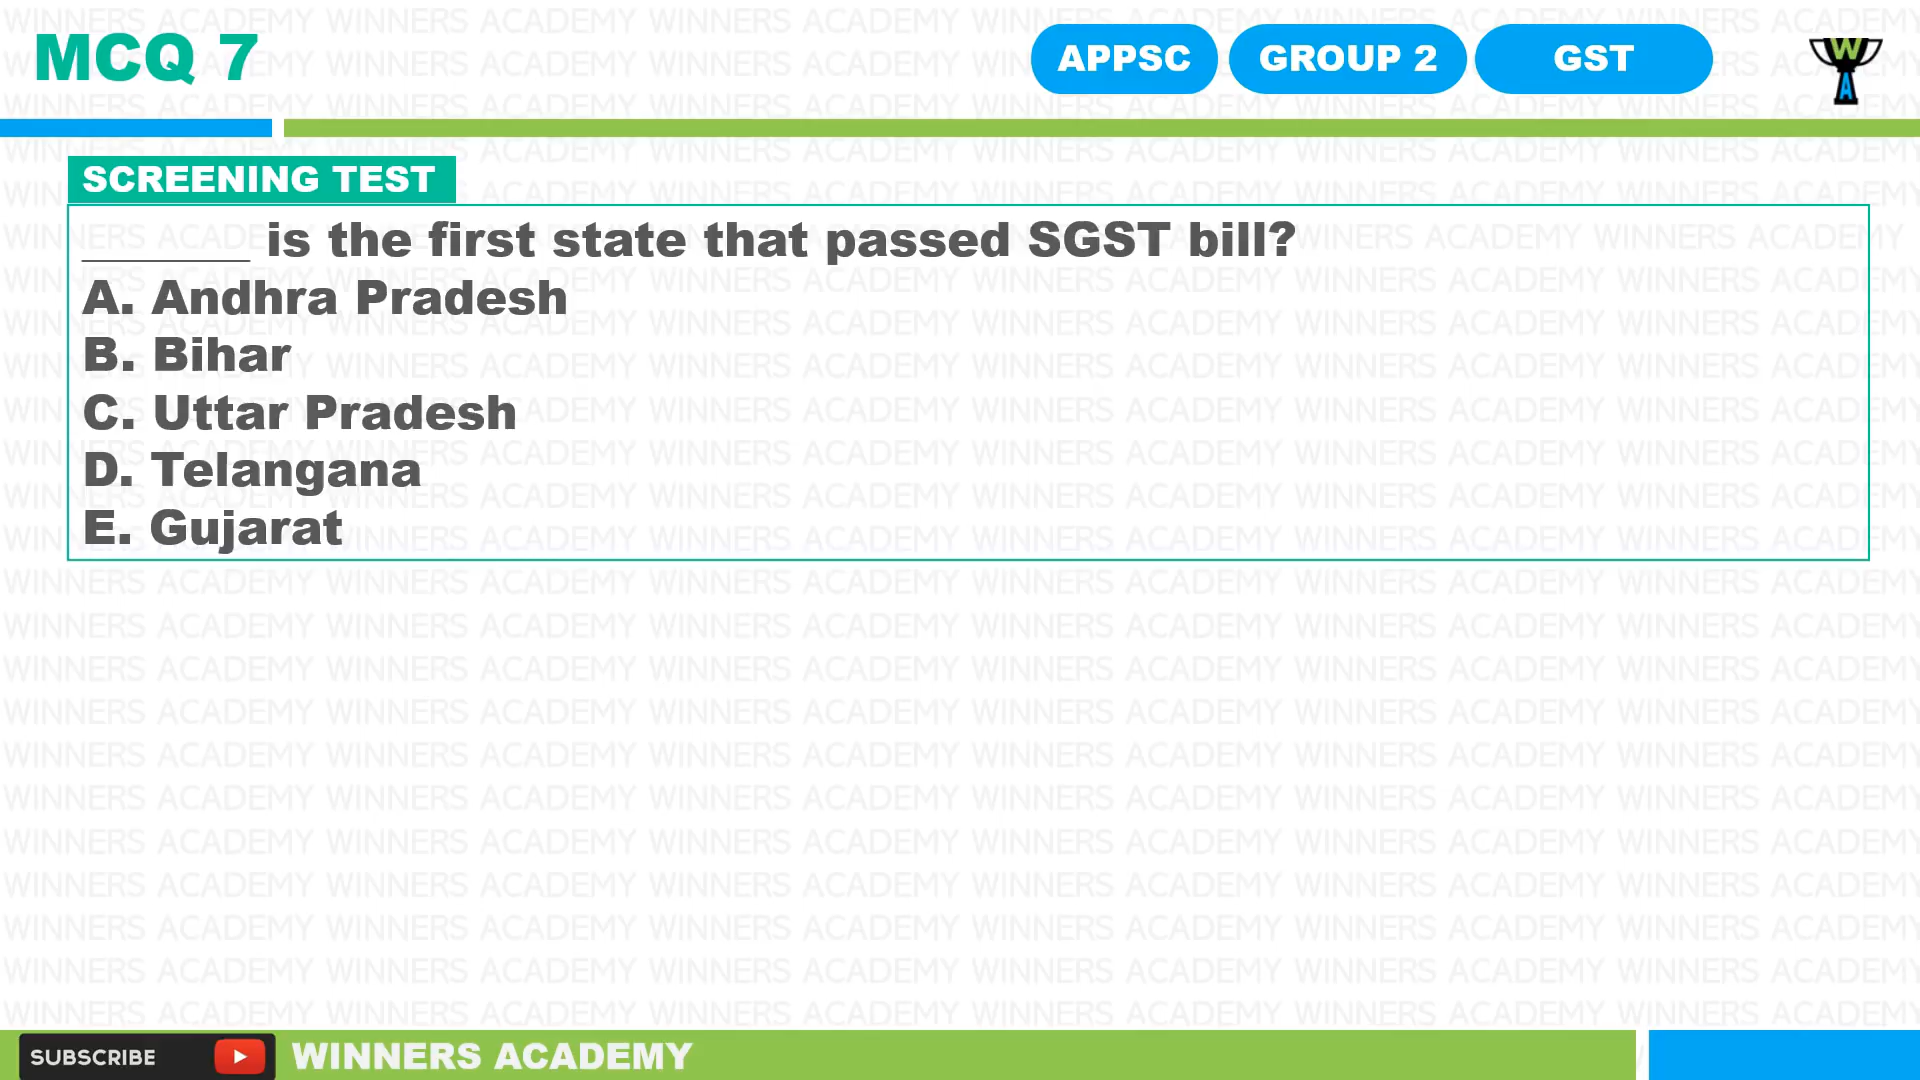 MCQ 7
APPSC
GROUP 2
GST
W
A
SCREENING TEST
_______ is the first state that passed SGST bill?
A. Andhra Pradesh
B. Bihar
C. Uttar Pradesh
D. Telangana
E. Gujarat
SUBSCRIBE
WINNERS ACADEMY